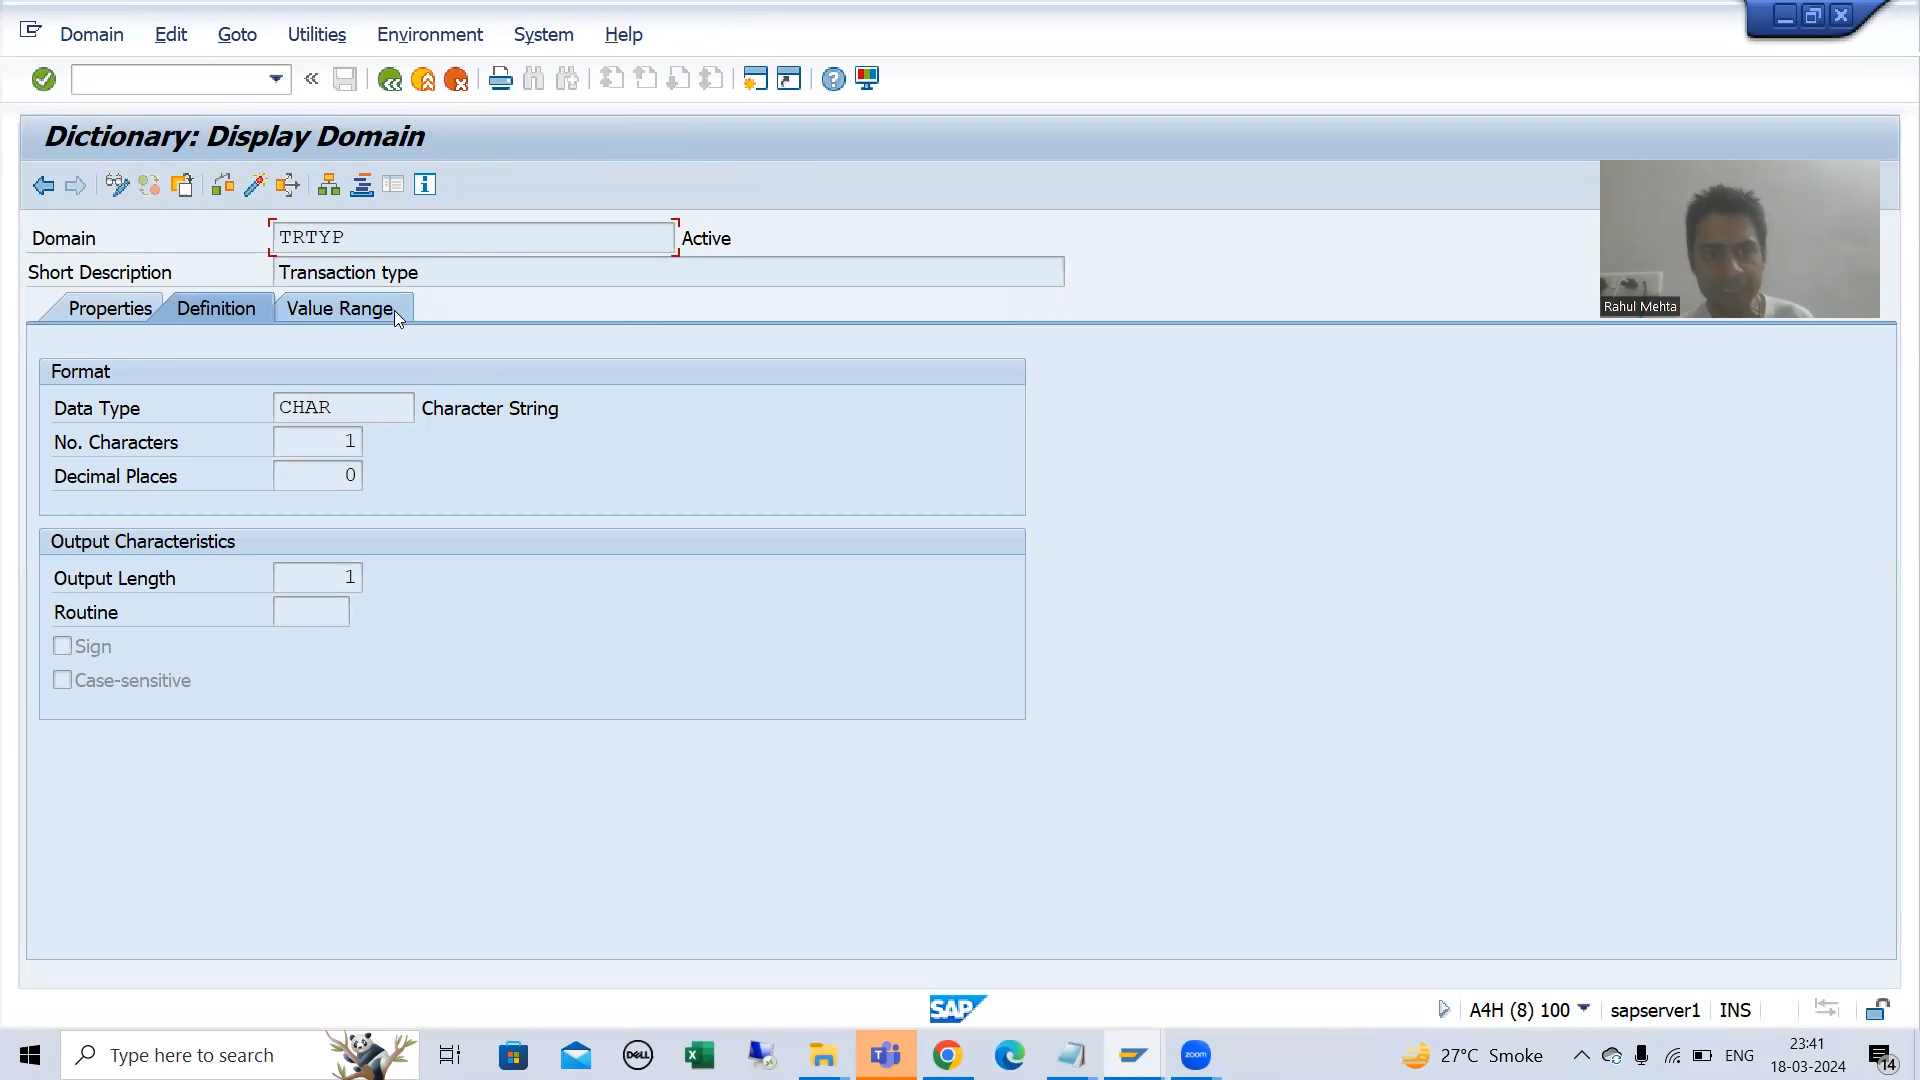 Domain Edit Goto Utilities Environment System Help
Dictionary: Display Domain
Domain TRTYP Active
Short Description Transaction type
Properties Definition Value Range
Rahul Mehta
Format
Data Type CHAR Character String
No. Characters 1
Decimal Places 0
Output Characteristics
Output Length 1
Routine
Sign
Case-sensitive
SAP
A4H (8) 100 sapserver1 INS
Type here to search
DELL
zoom
27°C Smoke
ENG
23:41
18-03-2024
14